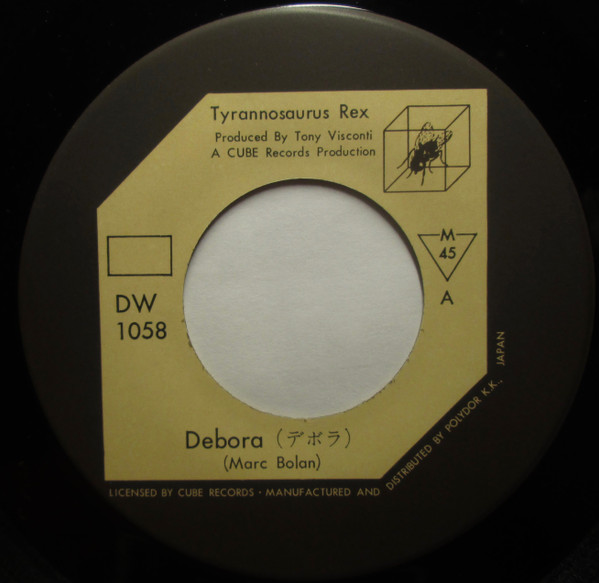 Tyrannosaurus Rex
Produced By Tony Visconti
A CUBE Records Production
M
45
A
DW
1058
Debora (デボラ)
(Marc Bolan)
LICENSED BY CUBE RECORDS · MANUFACTURED AND DISTRIBUTED BY POLYDOR K.K., JAPAN